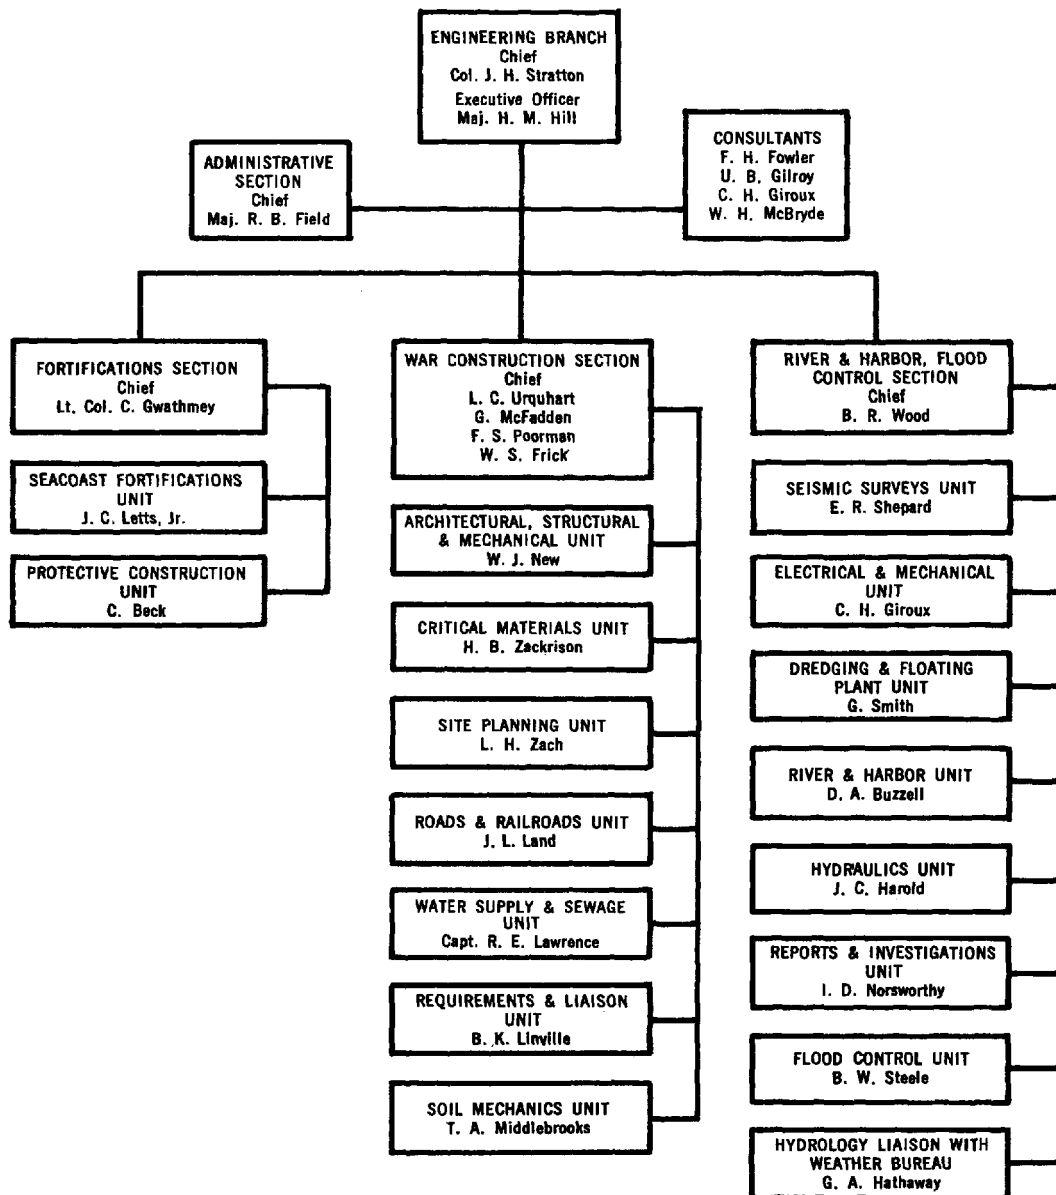 ENGINEERING BRANCH
Chief
Col. J. H. Stratton
Executive Officer
Maj. H. M. Hill
ADMINISTRATIVE
SECTION
Chief
Maj. R. B. Field
CONSULTANTS
F. H. Fowler
U. B. Gilroy
C. H. Giroux
W. H. McBryde
FORTIFICATIONS SECTION
Chief
Lt. Col. C. Gwathmey
SEACOAST FORTIFICATIONS
UNIT
J. C. Letts, Jr.
PROTECTIVE CONSTRUCTION
UNIT
C. Beck
WAR CONSTRUCTION SECTION
Chief
L. C. Urquhart
G. McFadden
F. S. Poorman
W. S. Frick
ARCHITECTURAL, STRUCTURAL
& MECHANICAL UNIT
W. J. New
CRITICAL MATERIALS UNIT
H. B. Zackrison
SITE PLANNING UNIT
L. H. Zach
ROADS & RAILROADS UNIT
J. L. Land
WATER SUPPLY & SEWAGE
UNIT
Capt. R. E. Lawrence
REQUIREMENTS & LIAISON
UNIT
B. K. Linville
SOIL MECHANICS UNIT
T. A. Middlebrooks
RIVER & HARBOR, FLOOD
CONTROL SECTION
Chief
B. R. Wood
SEISMIC SURVEYS UNIT
E. R. Shepard
ELECTRICAL & MECHANICAL
UNIT
C. H. Giroux
DREDGING & FLOATING
PLANT UNIT
G. Smith
RIVER & HARBOR UNIT
D. A. Buzzell
HYDRAULICS UNIT
J. C. Harold
REPORTS & INVESTIGATIONS
UNIT
I. D. Norsworthy
FLOOD CONTROL UNIT
B. W. Steele
HYDROLOGY LIAISON WITH
WEATHER BUREAU
G. A. Hathaway